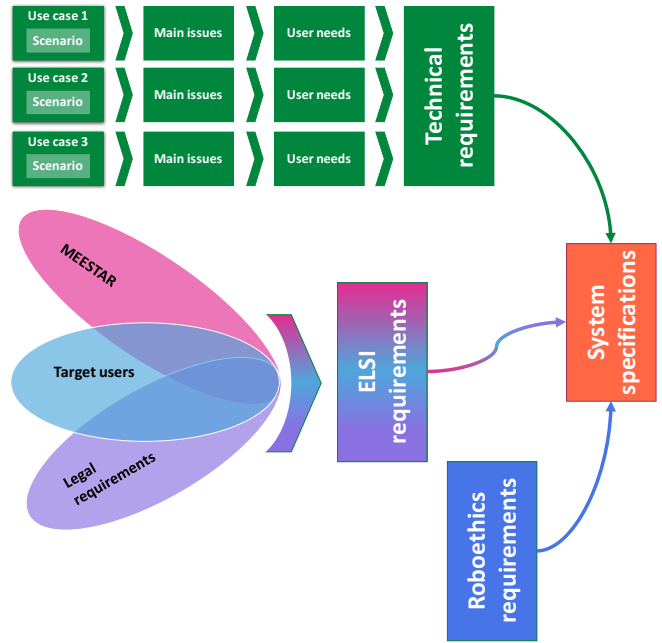 Use case 1
Scenario
Main issues
User needs
Use case 2
Scenario
Main issues
User needs
Use case 3
Scenario
Main issues
User needs
Technical
requirements
MEESTAR
Target users
Legal
requirements
ELSI
requirements
Roboethics
requirements
System
specifications